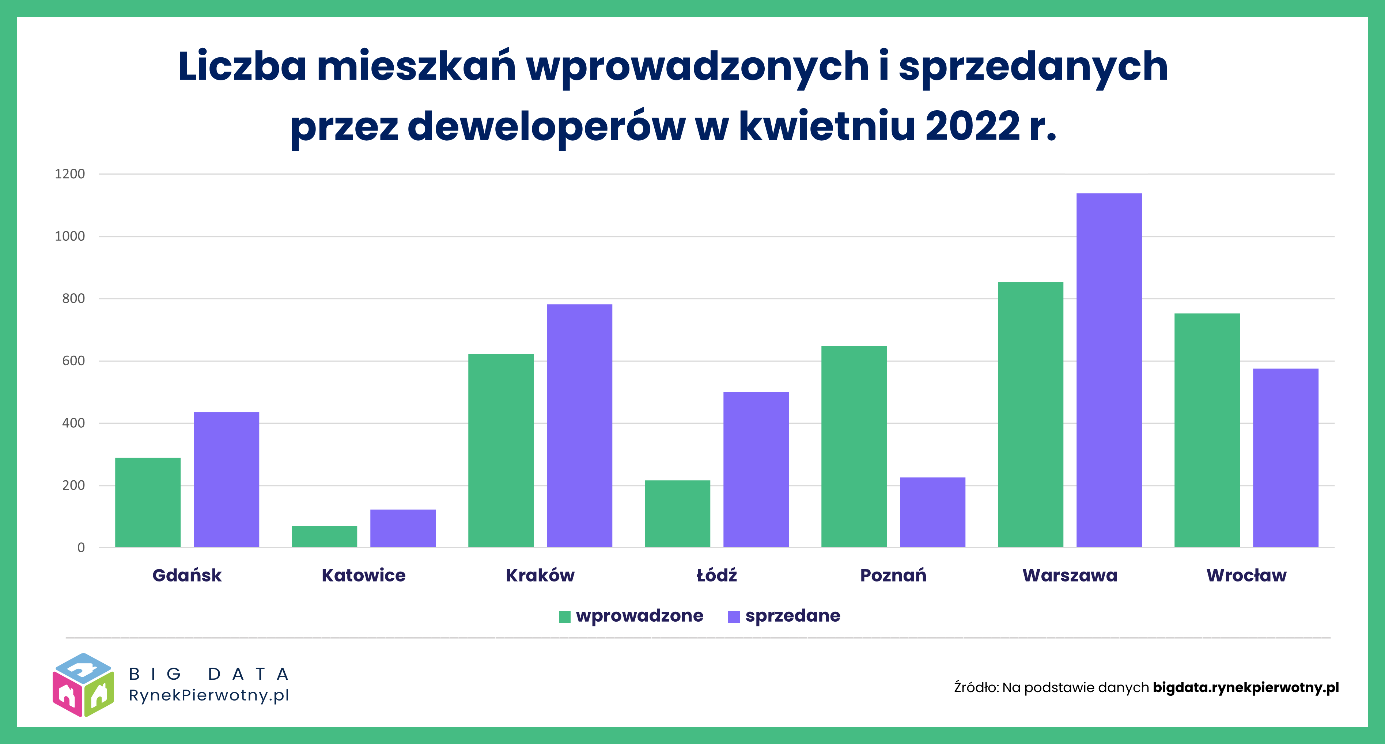 Liczba mieszkań wprowadzonych i sprzedanych
przez deweloperów w kwietniu 2022 r.
1200
1000
800
600
400
200
0
Gdańsk Katowice Kraków Łódź Poznań Warszawa Wrocław
wprowadzone sprzedane
BIG DATA
RynekPierwotny.pl
Źródło: Na podstawie danych bigdata.rynekpierwotny.pl